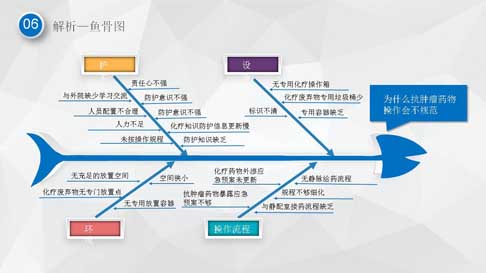 06 解析—鱼骨图
护
设
责任心不强
无专用化疗操作箱
与外院缺少学习交流
防护意识不强
化疗废弃物专用垃圾桶少
为什么抗肿瘤药物
操作会不规范
人员配置不合理
防护意识不强
标识不清
专用容器缺乏
人力不足
化疗知识防护信息更新慢
未按操作规程
防护知识缺乏
无充足的放置空间
空间狭小
化疗药物外渗应
急预案未更新
无静脉给药流程
化疗废弃物无专门放置点
抗肿瘤药物暴露应急
预案不够
规程不够细化
无专用放置容器
与静配室接药流程缺乏
环
操作流程